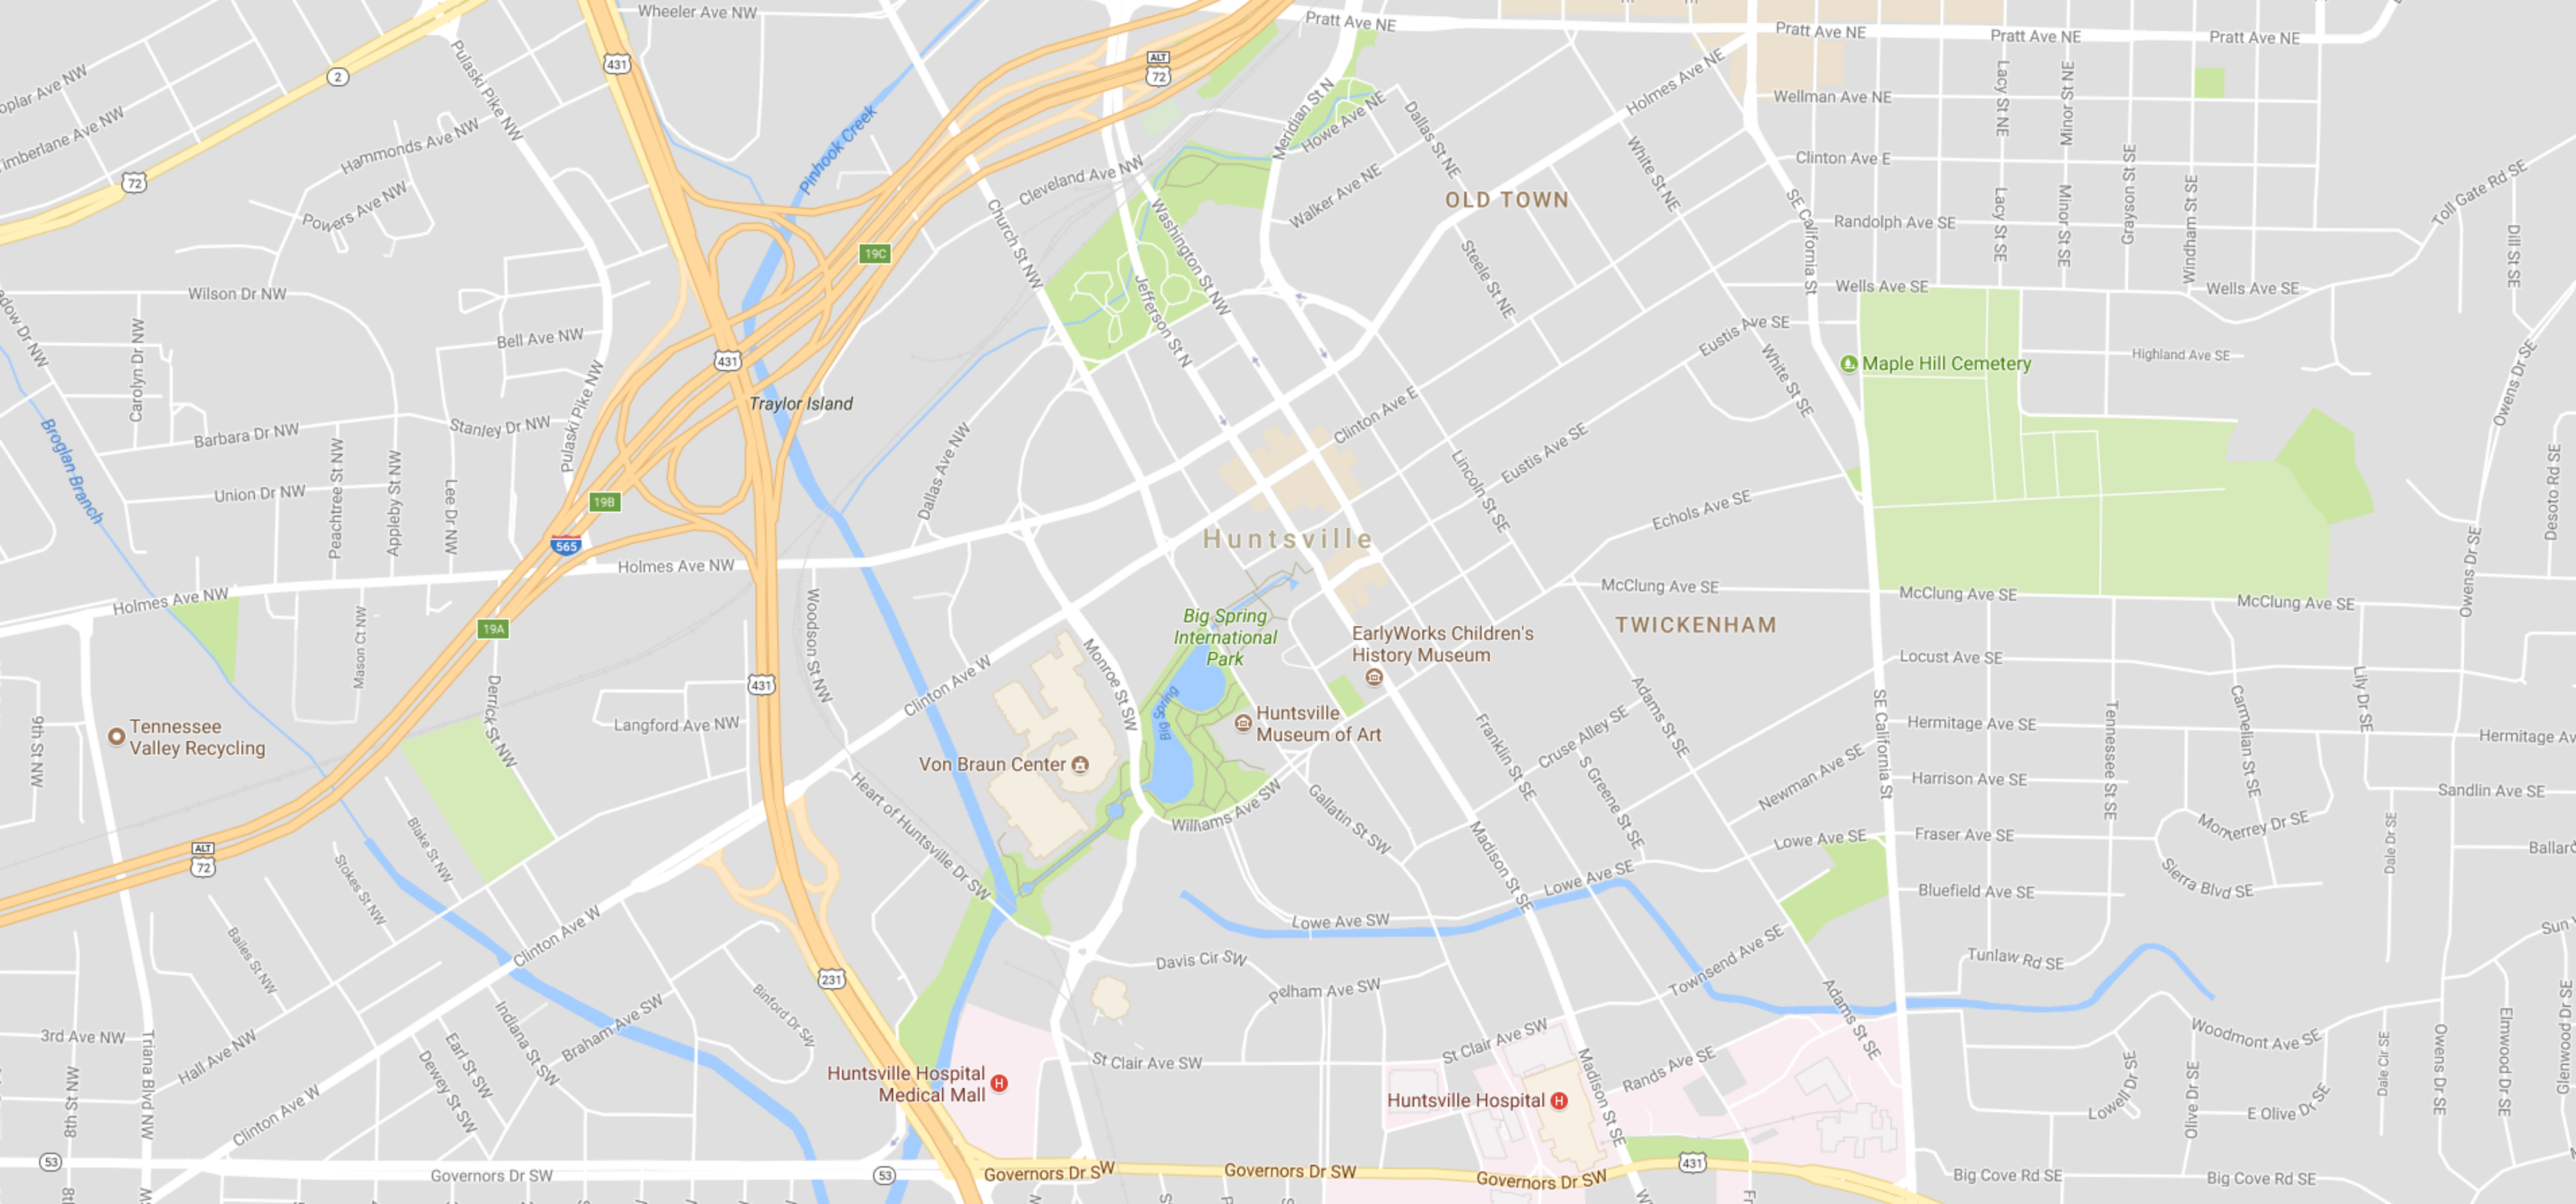 Wheeler Ave NW
Pratt Ave NE
Pratt Ave NE
Pratt Ave NE
Pratt Ave NE
431
ALT
72
2
Pulaski Pike NW
Holmes Ave NE
Meridian St N
Howe Ave NE
Wellman Ave NE
Lacy St NE
Minor St NE
Timberlane Ave NW
Hammonds Ave NW
Pinhook Creek
Dallas St NE
White St NE
Clinton Ave E
Grayson St SE
72
Powers Ave NW
Cleveland Ave NW
Walker Ave NE
OLD TOWN
SE California St
Randolph Ave SE
Lacy St SE
Minor St SE
Windham St SE
Toll Gate Rd SE
Dill St SE
Church St NW
Washington St NW
19C
Steele St NE
Wilson Dr NW
Jefferson St N
Wells Ave SE
Wells Ave SE
Carolyn Dr NW
Bell Ave NW
431
Eustis Ave SE
White St SE
Highland Ave SE
Maple Hill Cemetery
Owens Dr SE
Traylor Island
Pulaski Pike NW
Clinton Ave E
Broglan Branch
Barbara Dr NW
Stanley Dr NW
Dallas Ave NW
Eustis Ave SE
Lincoln St SE
Union Dr NW
Peachtree St NW
Appleby St NW
Lee Dr NW
19B
Echols Ave SE
Desoto Rd SE
565
Huntsville
Holmes Ave NW
Holmes Ave NW
McClung Ave SE
McClung Ave SE
McClung Ave SE
Owens Dr SE
19A
Mason Ct NW
Woodson St NW
Big Spring
International
Park
EarlyWorks Children's
History Museum
TWICKENHAM
Monroe St SW
Locust Ave SE
431
Clinton Ave W
Big Spring
Adams St SE
SE California St
Lily Dr SE
Carmelian St SE
Tennessee St SE
9th St NW
Tennessee
Valley Recycling
Derrick St NW
Langford Ave NW
Huntsville
Museum of Art
Franklin St SE
Cruse Alley SE
Hermitage Ave SE
Von Braun Center
S Greene St SE
Newman Ave SE
Harrison Ave SE
Sandlin Ave SE
Heart of Huntsville Dr SW
Williams Ave SW
Gallatin St SW
Madison St SE
Lowe Ave SE
Fraser Ave SE
Monterrey Dr SE
Dale Dr SE
ALT
72
Blake St NW
Stokes St NW
Lowe Ave SE
Bluefield Ave SE
Sierra Blvd SE
Clinton Ave W
Lowe Ave SW
Bailes St NW
Davis Cir SW
Townsend Ave SE
Tunlaw Rd SE
231
Pelham Ave SW
Binford Dr SW
Adams St SE
3rd Ave NW
Triana Blvd NW
Hall Ave NW
Indiana St SW
Braham Ave SW
Earl St SW
Dewey St SW
St Clair Ave SW
St Clair Ave SW
Madison St SE
Rands Ave SE
Woodmont Ave SE
Lowell Dr SE
Olive Dr SE
E Olive Dr SE
Dale Cir SE
Owens Dr SE
Elmwood Dr SE
Glenwood Dr SE
8th St NW
Clinton Ave W
Huntsville Hospital
Medical Mall
H
Huntsville Hospital
H
53
Governors Dr SW
53
Governors Dr SW
Governors Dr SW
Governors Dr SW
431
Big Cove Rd SE
Big Cove Rd SE